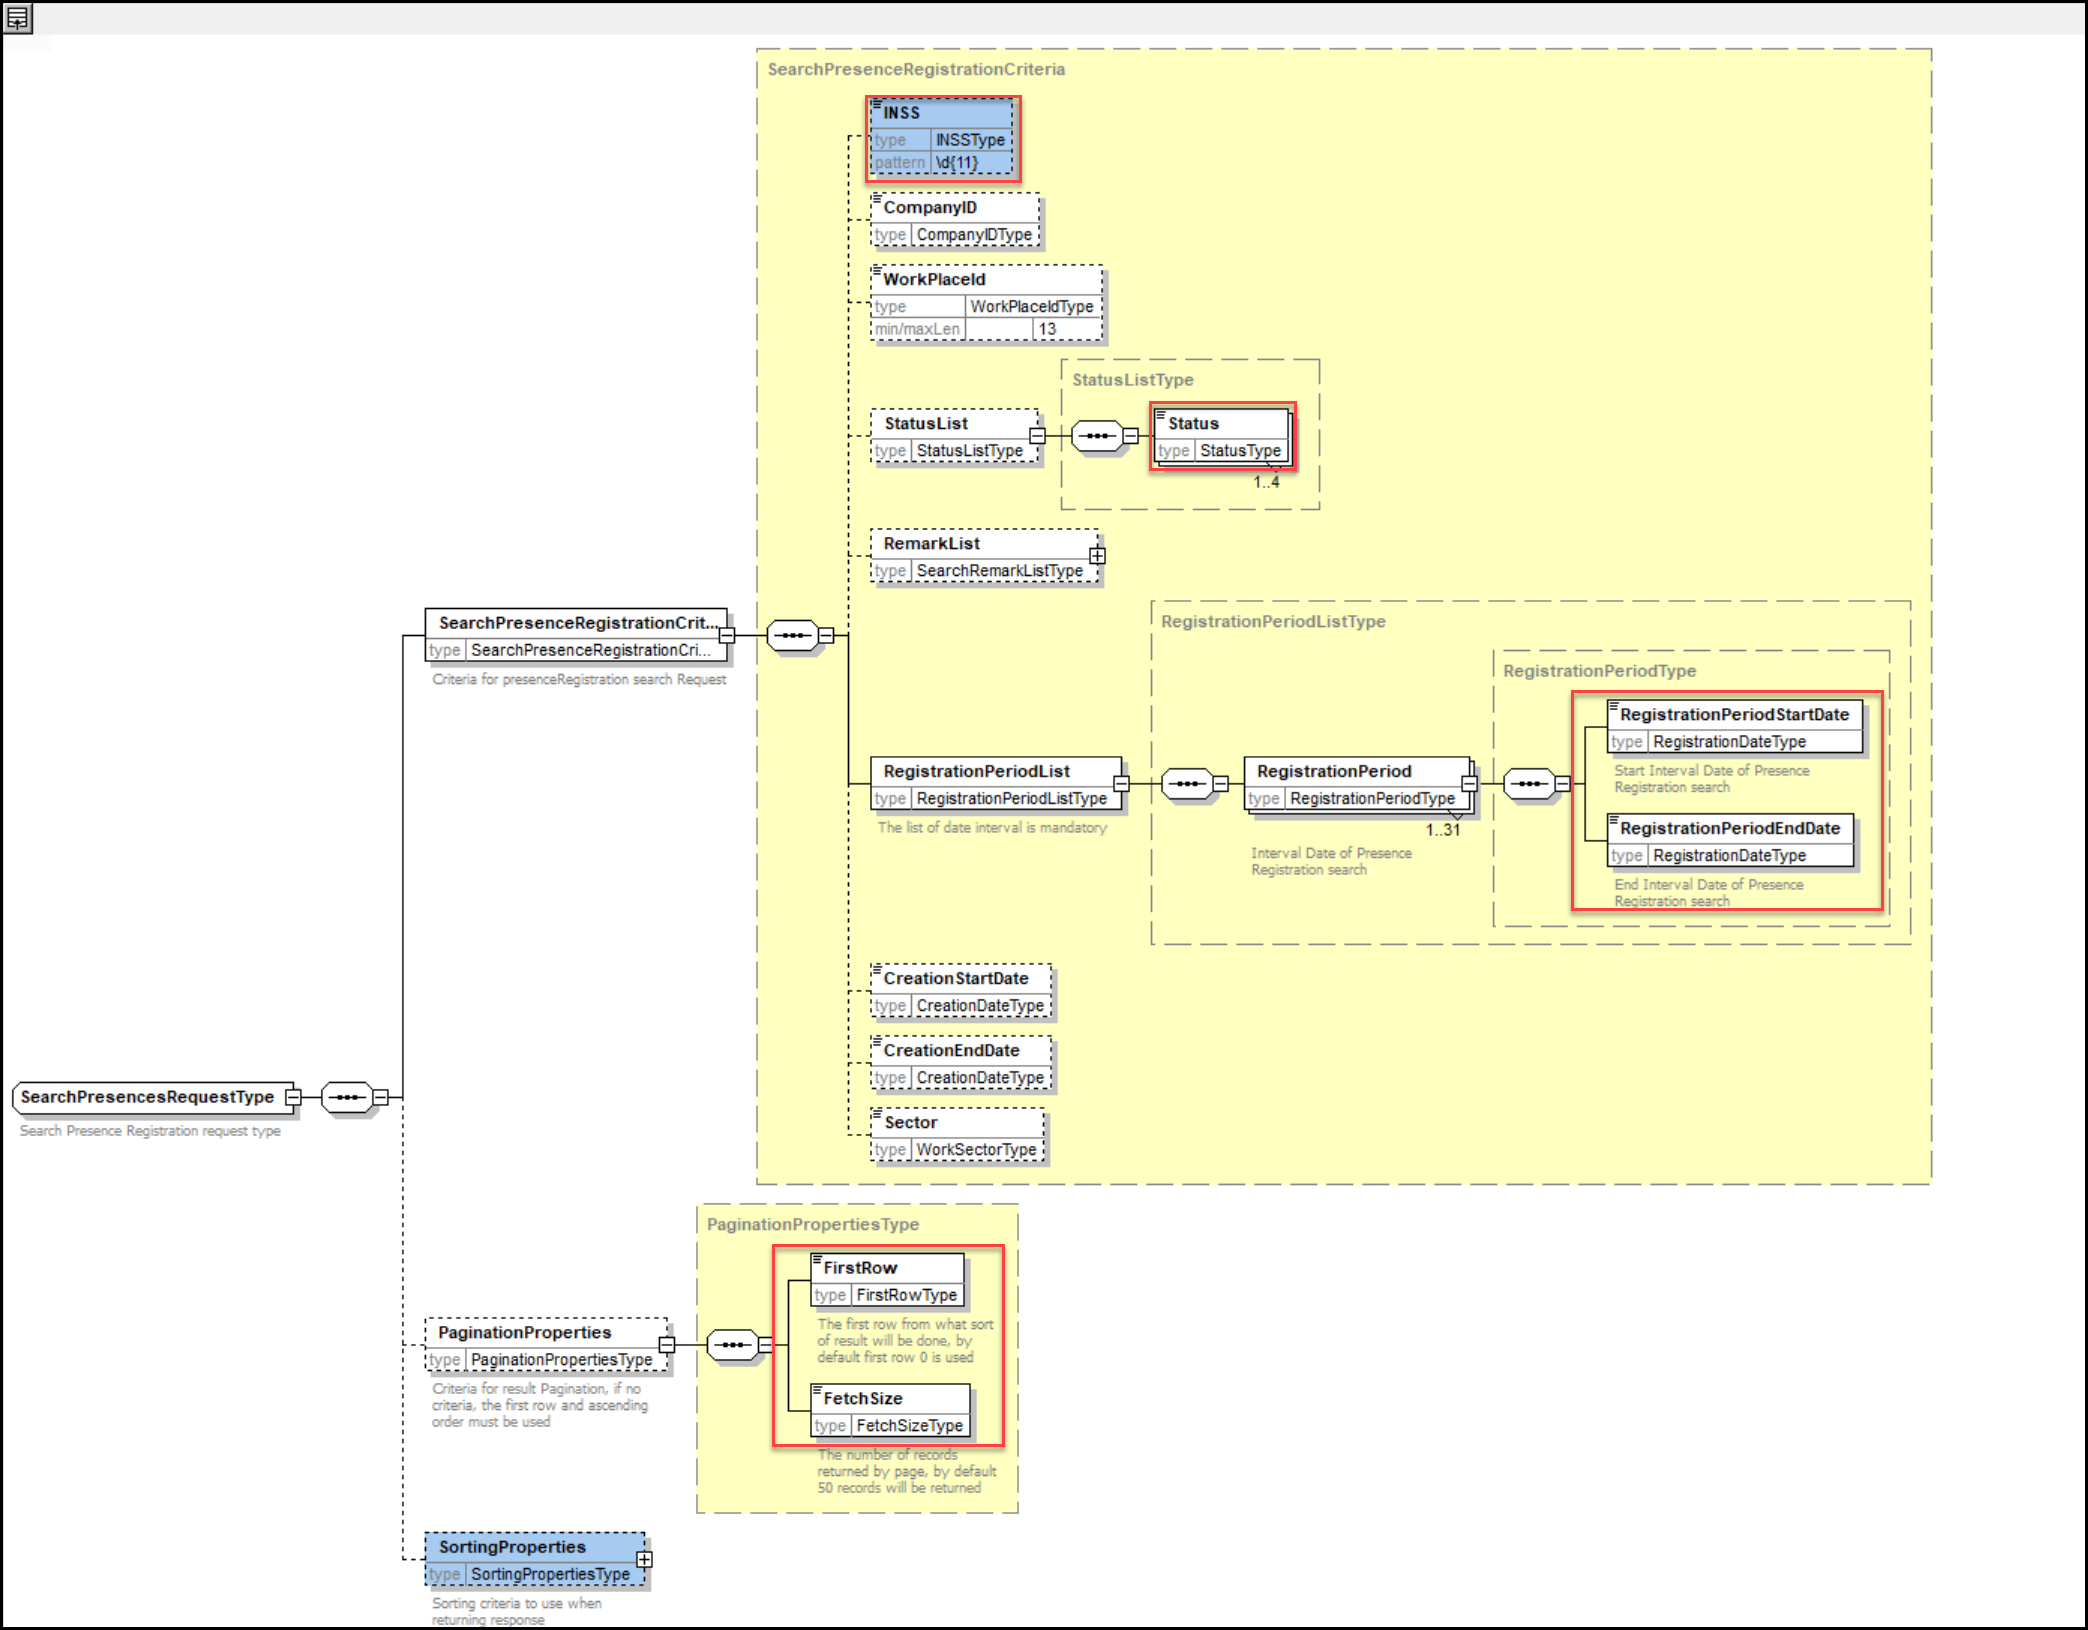 SearchPresenceRegistrationCriteria
INSS
type INSSType
pattern \d{11}
CompanyID
type CompanyIDType
WorkPlaceId
type WorkPlaceIdType
min/maxLen 13
StatusListType
StatusList
type StatusListType
Status
type StatusType
1..4
RemarkList
type SearchRemarkListType
SearchPresenceRegistrationCrit...
type SearchPresenceRegistrationCri...
Criteria for presenceRegistration search Request
RegistrationPeriodListType
RegistrationPeriodType
RegistrationPeriodList
type RegistrationPeriodListType
The list of date interval is mandatory
RegistrationPeriod
type RegistrationPeriodType
1..31
Interval Date of Presence
Registration search
RegistrationPeriodStartDate
type RegistrationDateType
Start Interval Date of Presence
Registration search
RegistrationPeriodEndDate
type RegistrationDateType
End Interval Date of Presence
Registration search
CreationStartDate
type CreationDateType
CreationEndDate
type CreationDateType
Sector
type WorkSectorType
SearchPresencesRequestType
Search Presence Registration request type
PaginationPropertiesType
PaginationProperties
type PaginationPropertiesType
Criteria for result Pagination, if no
criteria, the first row and ascending
order must be used
FirstRow
type FirstRowType
The first row from what sort
of result will be done, by
default first row 0 is used
FetchSize
type FetchSizeType
The number of records
returned by page, by default
50 records will be returned
SortingProperties
type SortingPropertiesType
Sorting criteria to use when
returning response